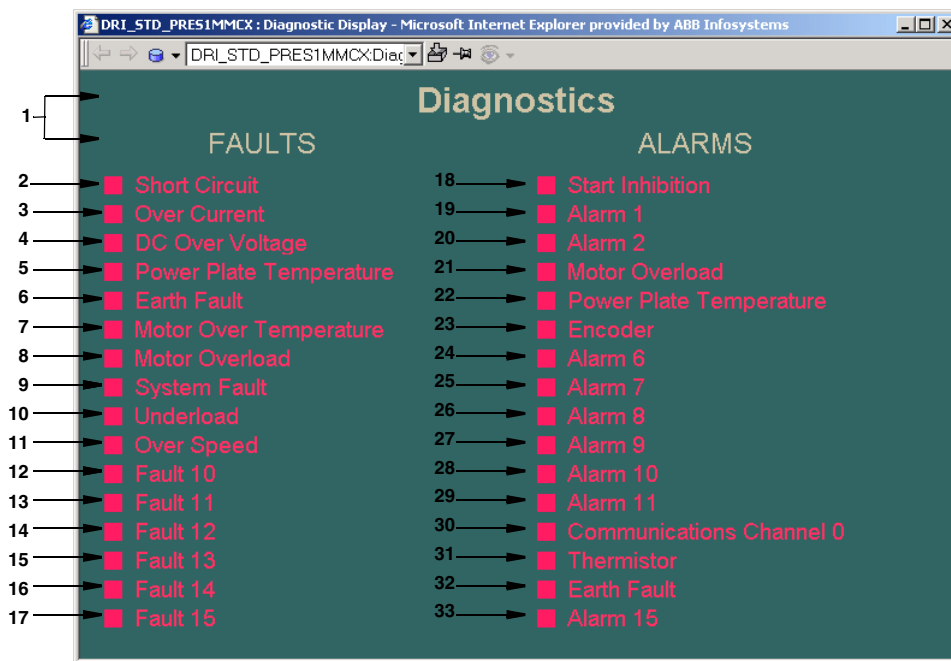 DRI_STD_PRES1MMCX : Diagnostic Display - Microsoft Internet Explorer provided by ABB Infosystems
DRI_STD_PRES1MMCX:Diag
Diagnostics
1
FAULTS
ALARMS
2 Short Circuit
3 Over Current
4 DC Over Voltage
5 Power Plate Temperature
6 Earth Fault
7 Motor Over Temperature
8 Motor Overload
9 System Fault
10 Underload
11 Over Speed
12 Fault 10
13 Fault 11
14 Fault 12
15 Fault 13
16 Fault 14
17 Fault 15
18 Start Inhibition
19 Alarm 1
20 Alarm 2
21 Motor Overload
22 Power Plate Temperature
23 Encoder
24 Alarm 6
25 Alarm 7
26 Alarm 8
27 Alarm 9
28 Alarm 10
29 Alarm 11
30 Communications Channel 0
31 Thermistor
32 Earth Fault
33 Alarm 15